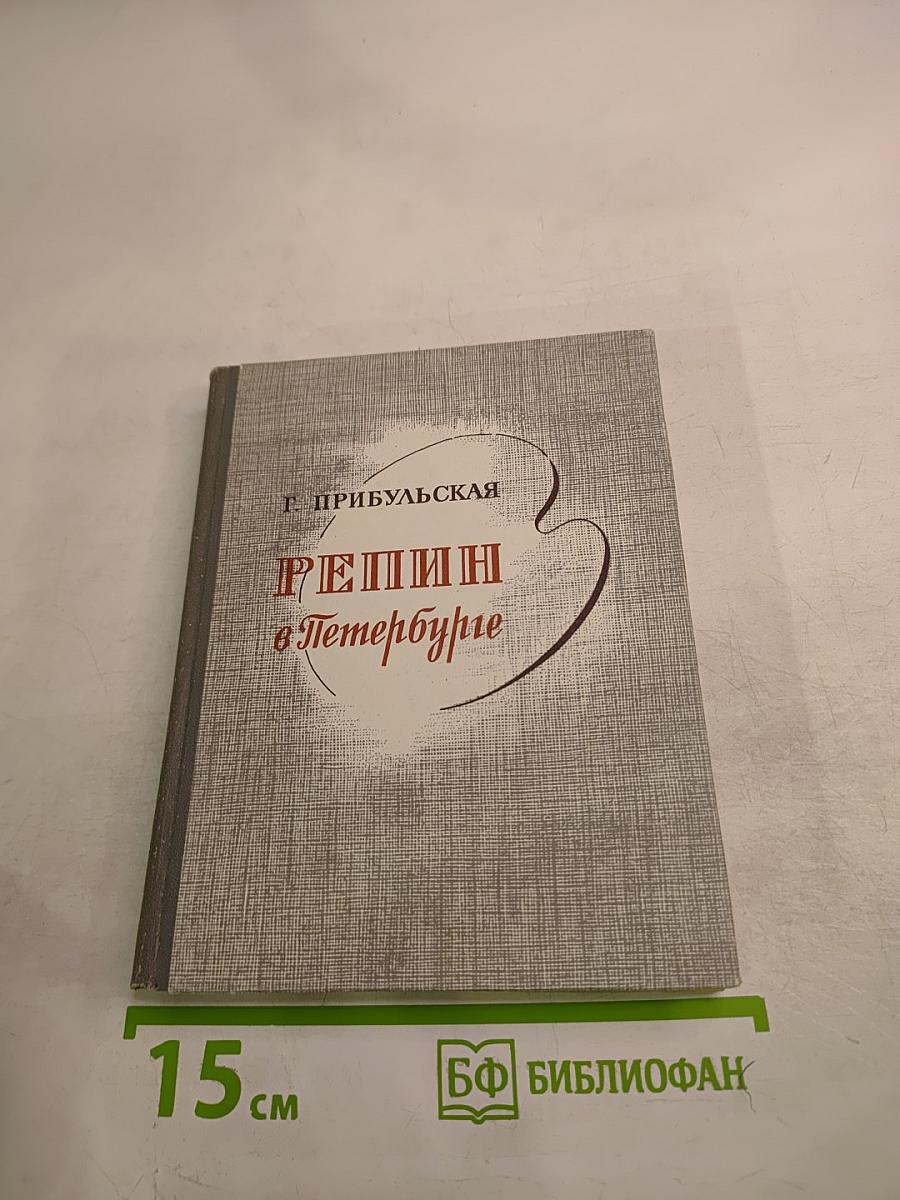 Г. ПРИБУЛЬСКАЯ
РЕПИН
в Петербурге
15 см
БФ БИБЛИОФАН